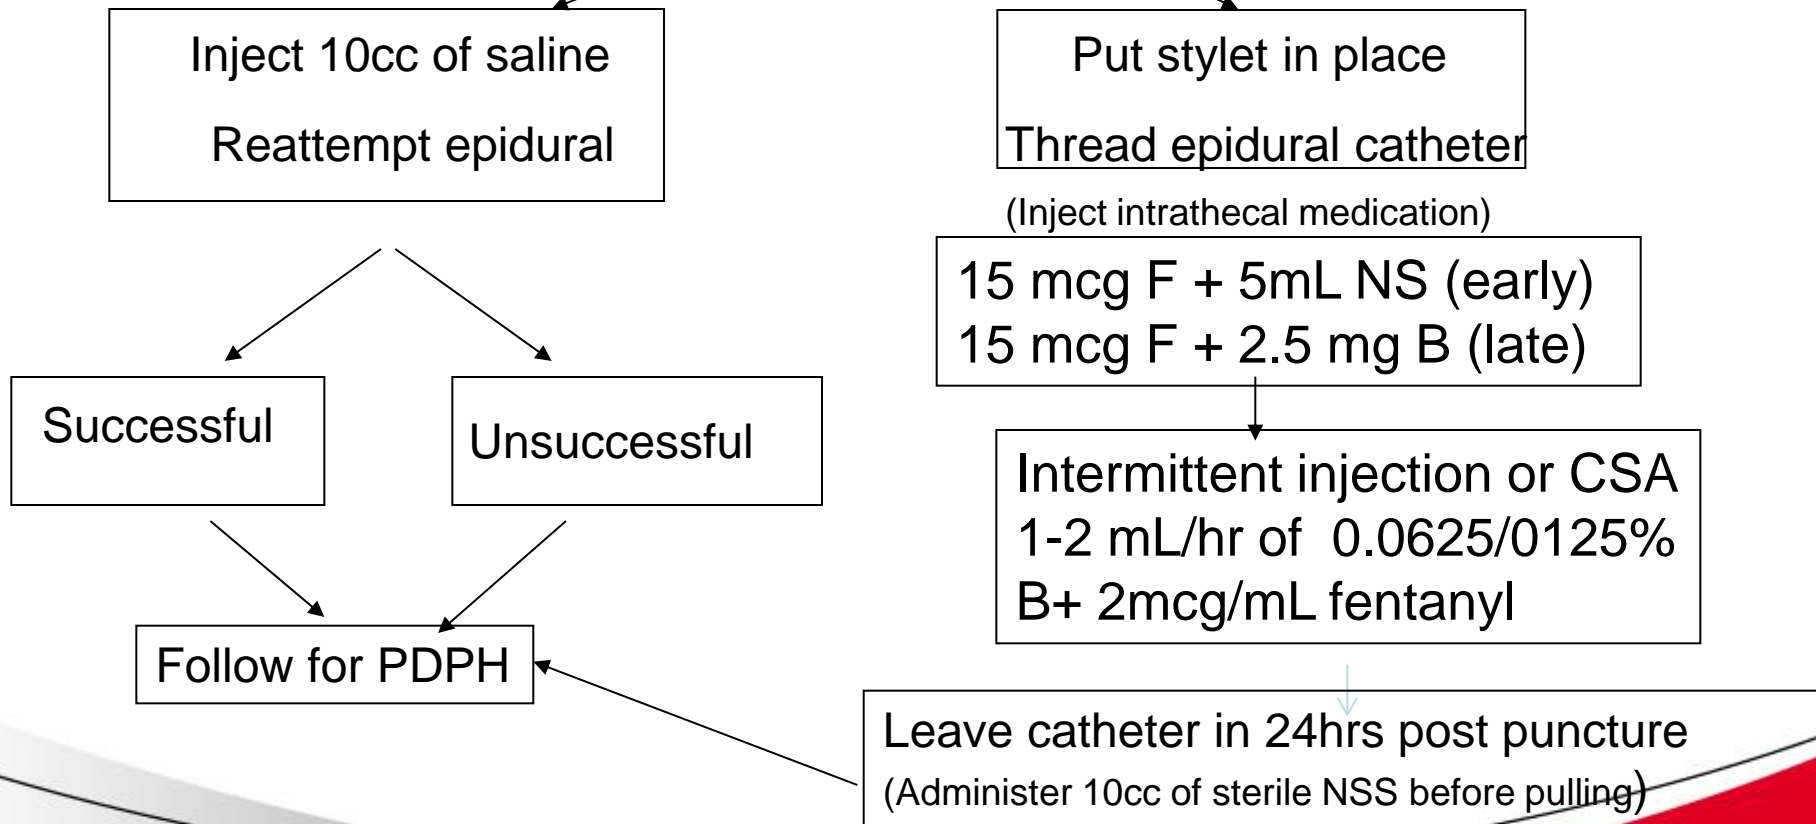 Inject 10cc of saline
Reattempt epidural
Put stylet in place
Thread epidural catheter
(Inject intrathecal medication)
15 mcg F + 5mL NS (early)
15 mcg F + 2.5 mg B (late)
Successful
Unsuccessful
Intermittent injection or CSA
1-2 mL/hr of 0.0625/0125%
B+ 2mcg/mL fentanyl
Follow for PDPH
Leave catheter in 24hrs post puncture
(Administer 10cc of sterile NSS before pulling)